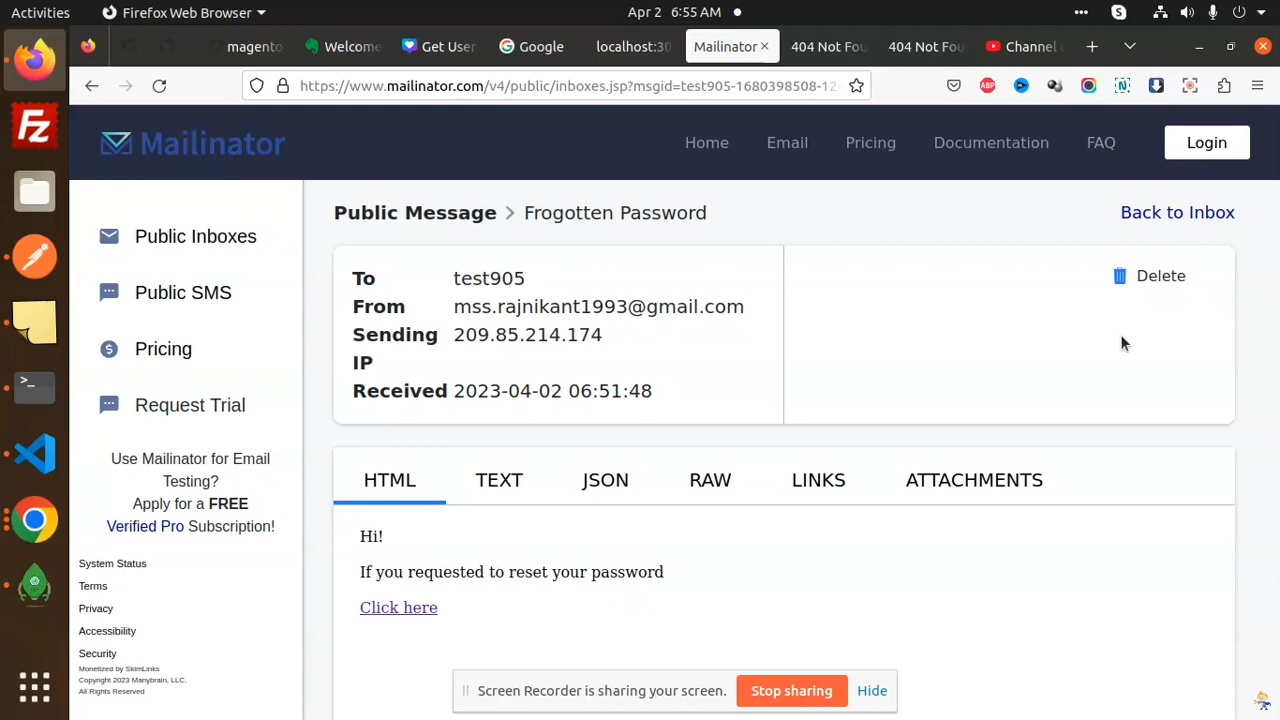 Activities
Firefox Web Browser
Apr 2 6:55 AM
magento
Welcome
Get User
Google
localhost:30
Mailinator
404 Not Fou
404 Not Fou
Channel
https://www.mailinator.com/v4/public/inboxes.jsp?msgid=test905-1680398508-12
Mailinator
Home
Email
Pricing
Documentation
FAQ
Login
Public Inboxes
Public SMS
Pricing
Request Trial
Use Mailinator for Email
Testing?
Apply for a FREE
Verified Pro Subscription!
System Status
Terms
Privacy
Accessibility
Security
Monetized by SkimLinks
Copyright 2023 Manybrain, LLC,
All Rights Reserved
Public Message > Frogotten Password
Back to Inbox
To test905
From mss.rajnikant1993@gmail.com
Sending 209.85.214.174
IP
Received 2023-04-02 06:51:48
Delete
HTML
TEXT
JSON
RAW
LINKS
ATTACHMENTS
Hi!
If you requested to reset your password
Click here
Screen Recorder is sharing your screen.
Stop sharing
Hide